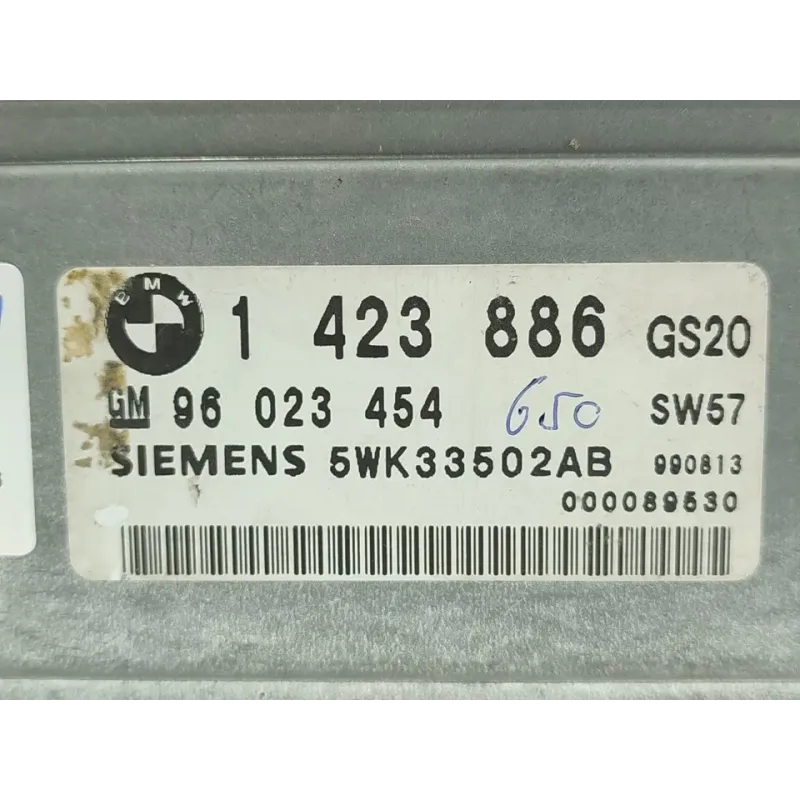 BMW 1 423 886 GS20
GM 96 023 454 650 SW57
SIEMENS 5WK33502AB 990813
000089530